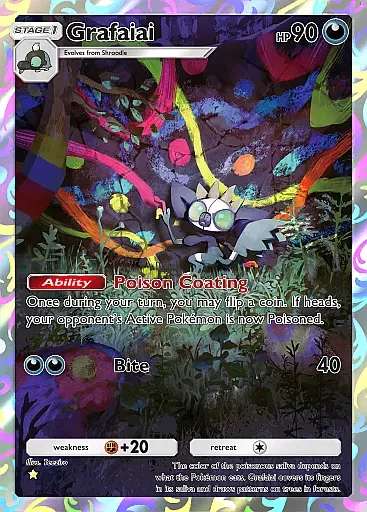 STAGE 1
Grafaiai
HP 90
Evolves from Shroodle
Ability Poison Coating
Once during your turn, you may flip a coin. If heads,
your opponent's Active Pokémon is now Poisoned.
Bite 40
weakness +20 retreat
Illus. Teeziro
The color of the poisonous saliva depends on
what the Pokémon eats. Grafaiai covers its fingers
in its saliva and draws patterns on trees in forests.